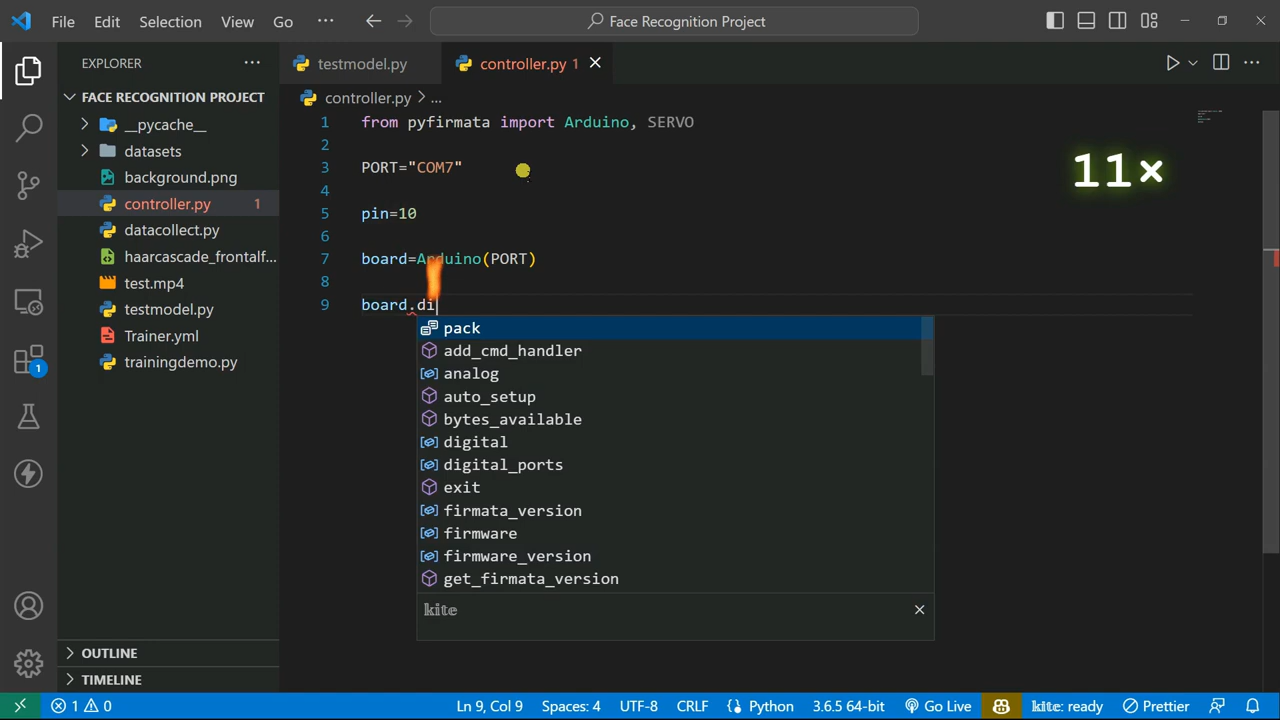 File Edit Selection View Go ··· Face Recognition Project
EXPLORER ···
FACE RECOGNITION PROJECT
__pycache__
datasets
background.png
controller.py 1
datacollect.py
haarcascade_frontalf...
test.mp4
testmodel.py
Trainer.yml
trainingdemo.py
OUTLINE
TIMELINE
1
testmodel.py controller.py 1
controller.py > ...
1 from pyfirmata import Arduino, SERVO
2
3 PORT="COM7"
4
5 pin=10
6
7 board=Arduino(PORT)
8
9 board.di
11×
pack
add_cmd_handler
analog
auto_setup
bytes_available
digital
digital_ports
exit
firmata_version
firmware
firmware_version
get_firmata_version
kite
1 0 Ln 9, Col 9 Spaces: 4 UTF-8 CRLF Python 3.6.5 64-bit Go Live kite: ready Prettier